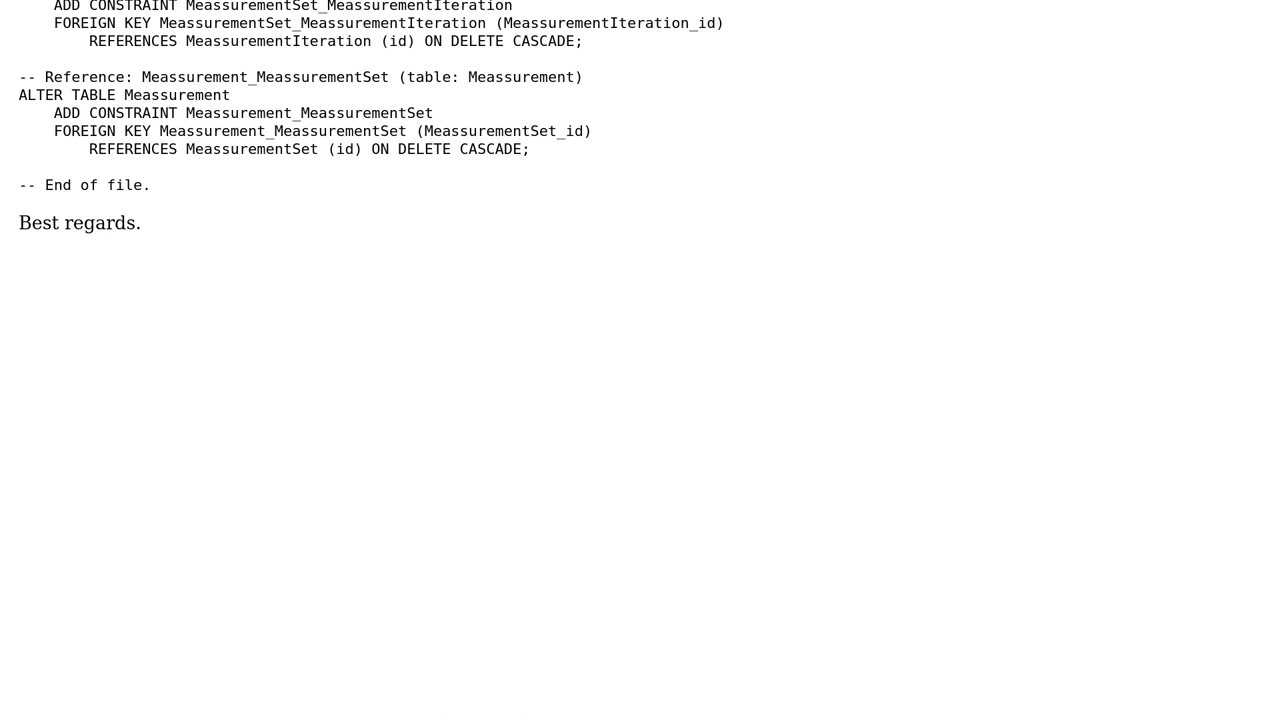 ADD CONSTRAINT MeassurementSet_MeassurementIteration
    FOREIGN KEY MeassurementSet_MeassurementIteration (MeassurementIteration_id)
        REFERENCES MeassurementIteration (id) ON DELETE CASCADE;

-- Reference: Meassurement_MeassurementSet (table: Meassurement)
ALTER TABLE Meassurement
    ADD CONSTRAINT Meassurement_MeassurementSet
    FOREIGN KEY Meassurement_MeassurementSet (MeassurementSet_id)
        REFERENCES MeassurementSet (id) ON DELETE CASCADE;

-- End of file.

Best regards.